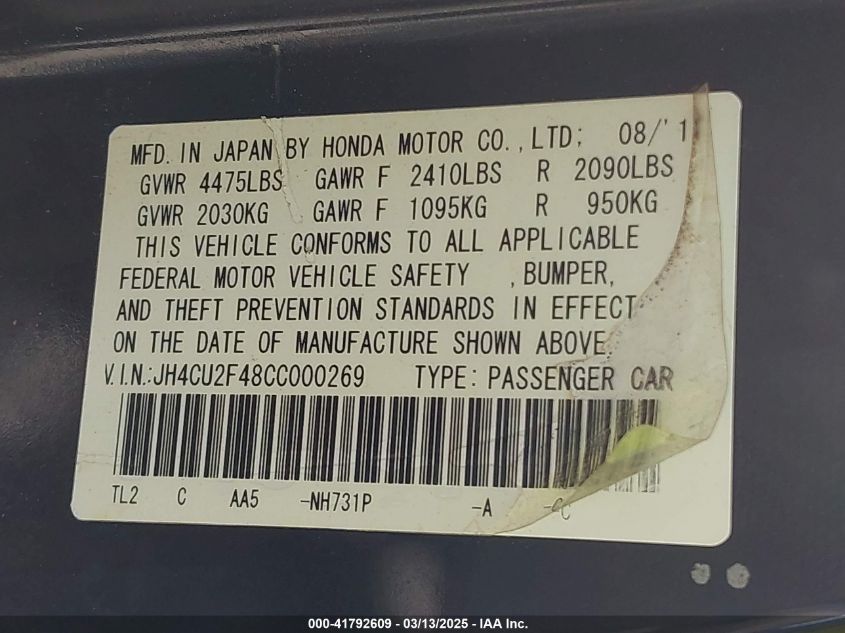 MFD. IN JAPAN BY HONDA MOTOR CO., LTD; 08/'1
GVWR 4475LBS GAWR F 2410LBS R 2090LBS
GVWR 2030KG GAWR F 1095KG R 950KG
THIS VEHICLE CONFORMS TO ALL APPLICABLE
FEDERAL MOTOR VEHICLE SAFETY , BUMPER,
AND THEFT PREVENTION STANDARDS IN EFFECT
ON THE DATE OF MANUFACTURE SHOWN ABOVE.
V.I.N.:JH4CU2F48CC000269 TYPE: PASSENGER CAR
TL2 C AA5 -NH731P -A
000-41792609 - 03/13/2025 - IAA Inc.